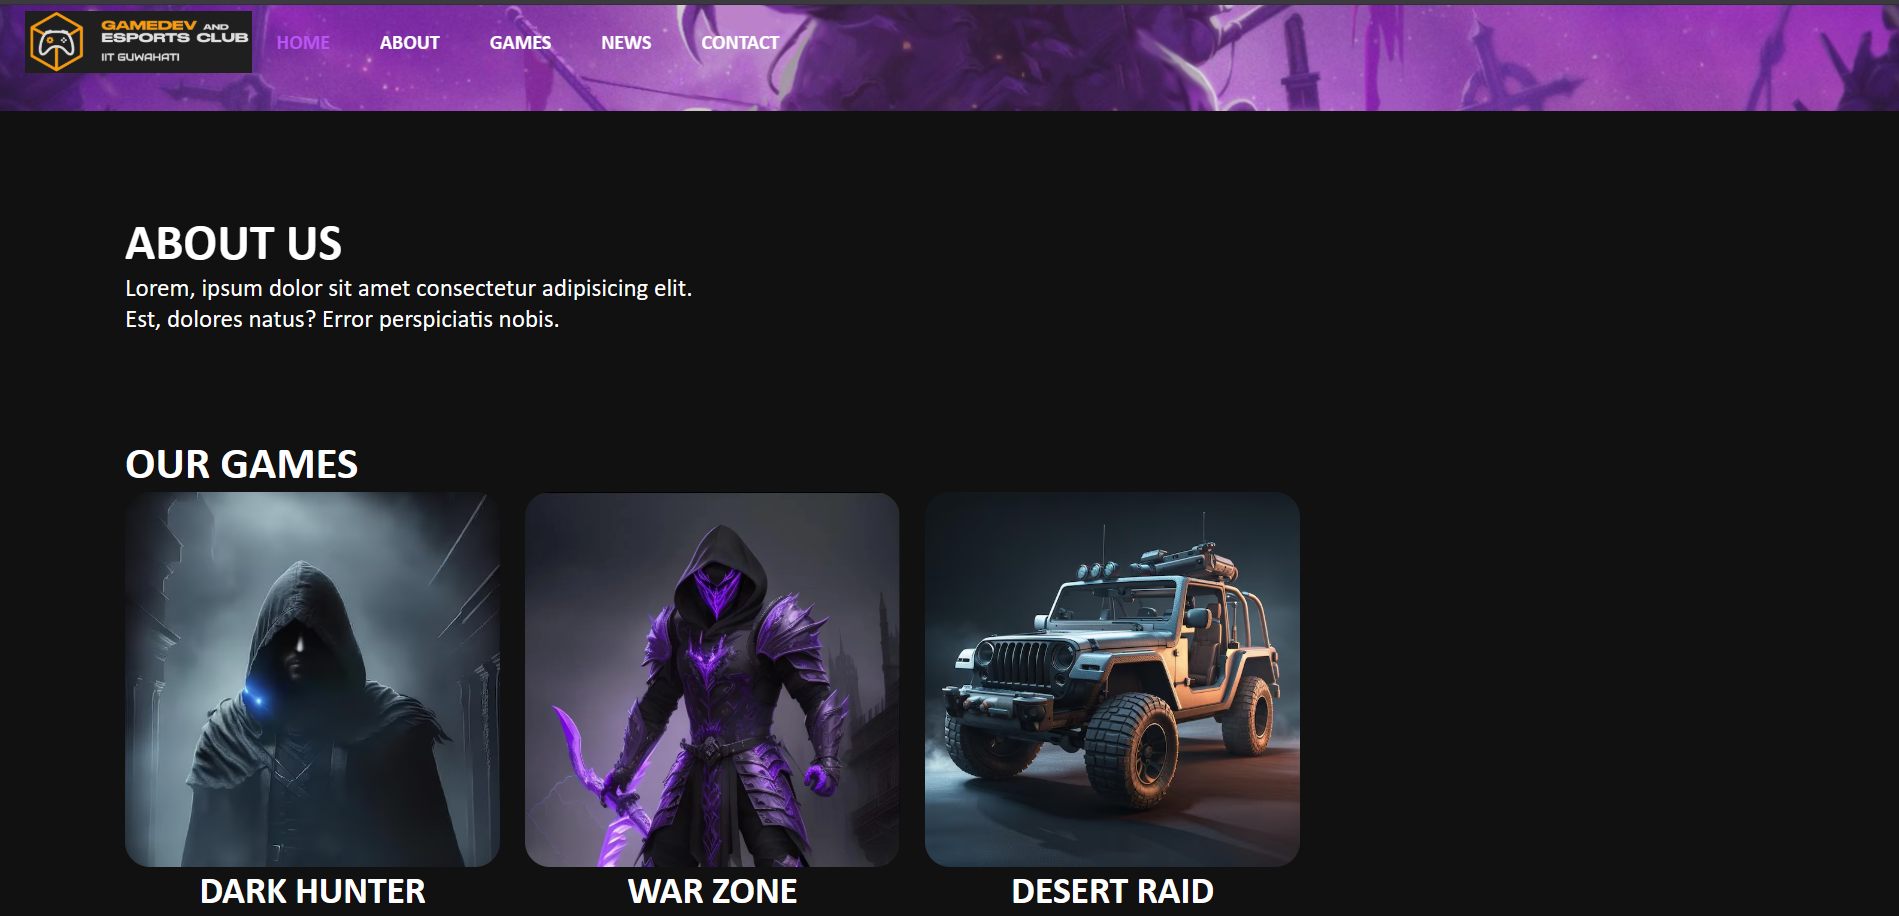 GAMEDEV AND
ESPORTS CLUB
IIT GUWAHATI
HOME ABOUT GAMES NEWS CONTACT
ABOUT US
Lorem, ipsum dolor sit amet consectetur adipisicing elit.
Est, dolores natus? Error perspiciatis nobis.
OUR GAMES
DARK HUNTER
WAR ZONE
DESERT RAID